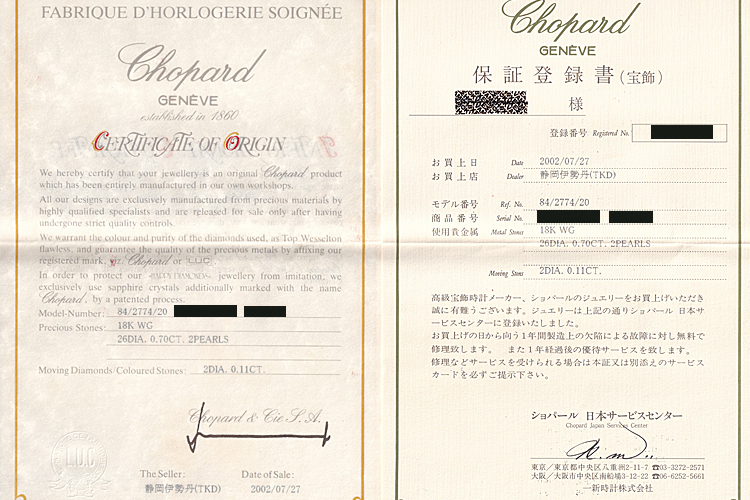 FABRIQUE D'HORLOGERIE SOIGNÉE
Chopard
GENÈVE
established in 1860
CERTIFICATE OF ORIGIN
We hereby certify that your jewellery is an original Chopard product
which has been entirely manufactured in our own workshops.
All our designs are exclusively manufactured from precious materials by
highly qualified specialists and are released for sale only after having
undergone strict quality controls.
We warrant the colour and purity of the diamonds used, as Top Wesselton
flawless, and guarantee the quality of the precious metals by affixing our
registered mark, Chopard or L.U.C
In order to protect our «HAPPY DIAMONDS» jewellery from imitation, we
exclusively use sapphire crystals additionally marked with the name
Chopard, by a patented process.
Model-Number: 84/2774/20
Precious Stones: 18K WG
26DIA. 0.70CT. 2PEARLS
Moving Diamonds/Coloured Stones: 2DIA. 0.11CT.
Chopard & Cie S.A.
L.U.C
The Seller: Date of Sale:
静岡伊勢丹(TKD) 2002/07/27
Chopard
GENÈVE
保証登録書(宝飾)
様
登録番号 Registered No.
お買上日 Date 2002/07/27
お買上店 Dealer 静岡伊勢丹(TKD)
モデル番号 Ref. No. 84/2774/20
商品番号 Serial No.
使用貴金属 Metal Stones 18K WG
26DIA. 0.70CT. 2PEARLS
Moving Stons 2DIA. 0.11CT.
高級宝飾時計メーカー、ショパールのジュエリーをお買上げいただき
誠に有難うございます。ジュエリーは上記の通りショパール 日本サ
ービスセンターに登録いたしました。
お買上げの日から向う1年間製造上の欠陥による故障に対し無料で
修理致します。 また1年経過後の優待サービスを致します。
修理などサービスを受けられる場合は本証又は別添えのサービス
カードを必ずご提示下さい。
ショパール 日本サービスセンター
Chopard Japan Services Center
東京/東京都中央区八重洲2-11-7 ☎03-3272-2571
大阪/大阪市中央区南船場3-12-22 ☎06-6252-5661
一新時計株式会社